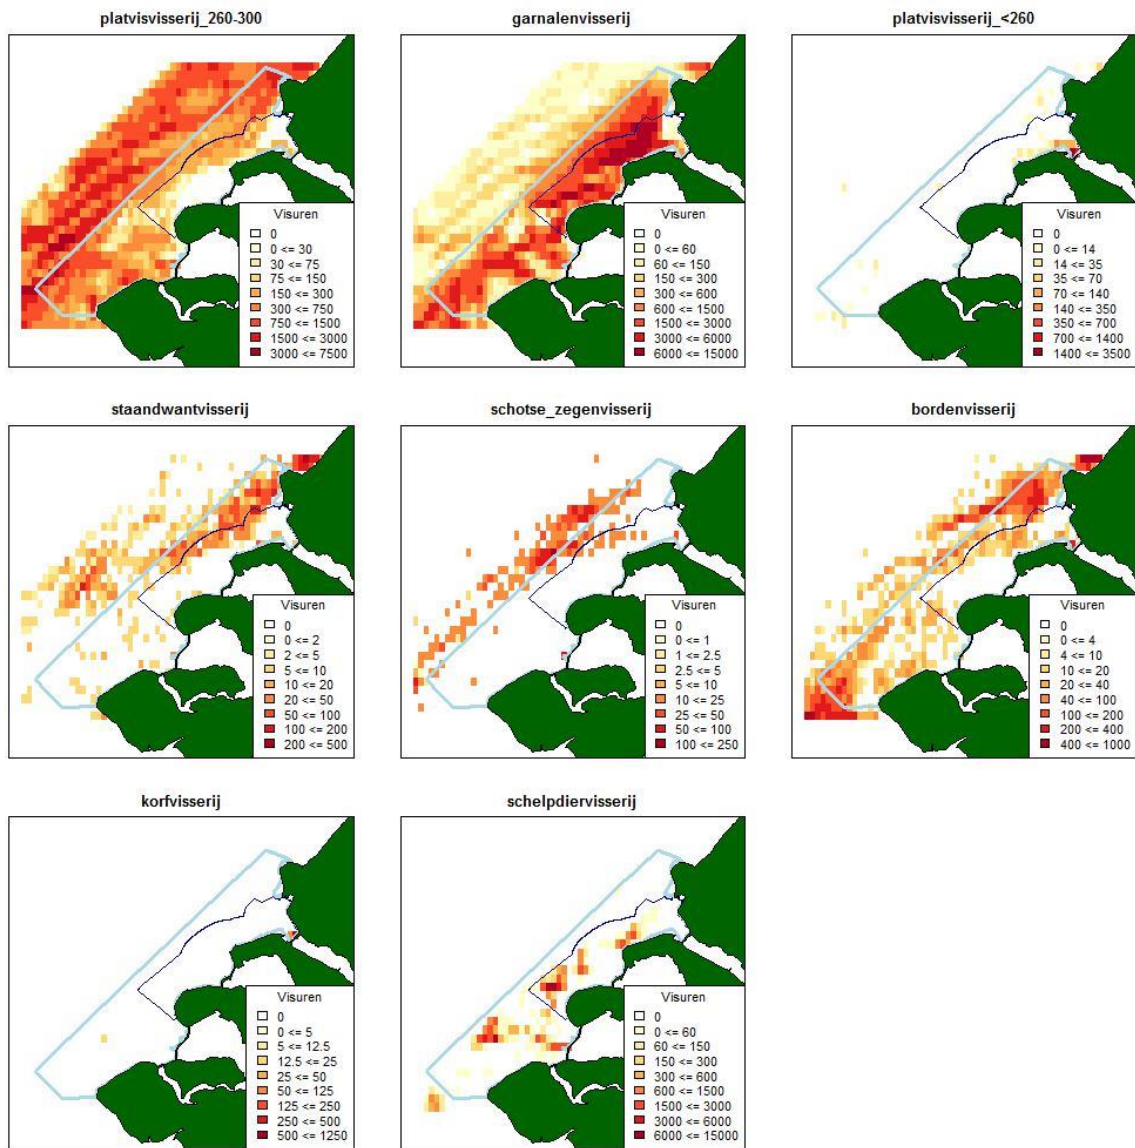 platvisvisserij_260-300
Visuren
0
0 <= 30
30 <= 75
75 <= 150
150 <= 300
300 <= 750
750 <= 1500
1500 <= 3000
3000 <= 7500
garnalenvisserij
Visuren
0
0 <= 60
60 <= 150
150 <= 300
300 <= 600
600 <= 1500
1500 <= 3000
3000 <= 6000
6000 <= 15000
platvisvisserij_<260
Visuren
0
0 <= 14
14 <= 35
35 <= 70
70 <= 140
140 <= 350
350 <= 700
700 <= 1400
1400 <= 3500
staandwantvisserij
Visuren
0
0 <= 2
2 <= 5
5 <= 10
10 <= 20
20 <= 50
50 <= 100
100 <= 200
200 <= 500
schotse_zegenvisserij
Visuren
0
0 <= 1
1 <= 2.5
2.5 <= 5
5 <= 10
10 <= 25
25 <= 50
50 <= 100
100 <= 250
bordenvisserij
Visuren
0
0 <= 4
4 <= 10
10 <= 20
20 <= 40
40 <= 100
100 <= 200
200 <= 400
400 <= 1000
korfvisserij
Visuren
0
0 <= 5
5 <= 12.5
12.5 <= 25
25 <= 50
50 <= 125
125 <= 250
250 <= 500
500 <= 1250
schelpdiervisserij
Visuren
0
0 <= 60
60 <= 150
150 <= 300
300 <= 600
600 <= 1500
1500 <= 3000
3000 <= 6000
6000 <= 15000